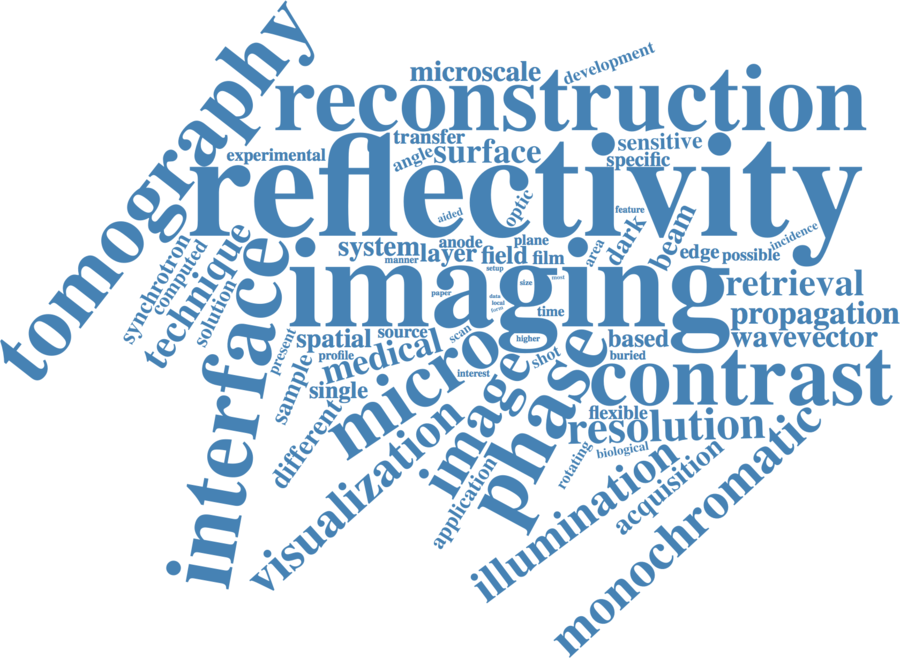 tomography
development
microscale
reconstruction
transfer
sensitive
experimental
angle
surface
specific
reflectivity
optic
feature
aided
dark
beam
incidence
synchrotron
computed
technique
solution
system
layer
anode
field
plane
film
area
edge
possible
manner
setup
most
interface
imaging
size
paper
data
local
form
time
retrieval
propagation
wavevector
present
spatial
source
scan
higher
based
buried
profile
medical
micro
shot
sample
single
interest
image
phase
contrast
different
flexible
resolution
visualization
rotating
biological
application
illumination
acquisition
monochromatic